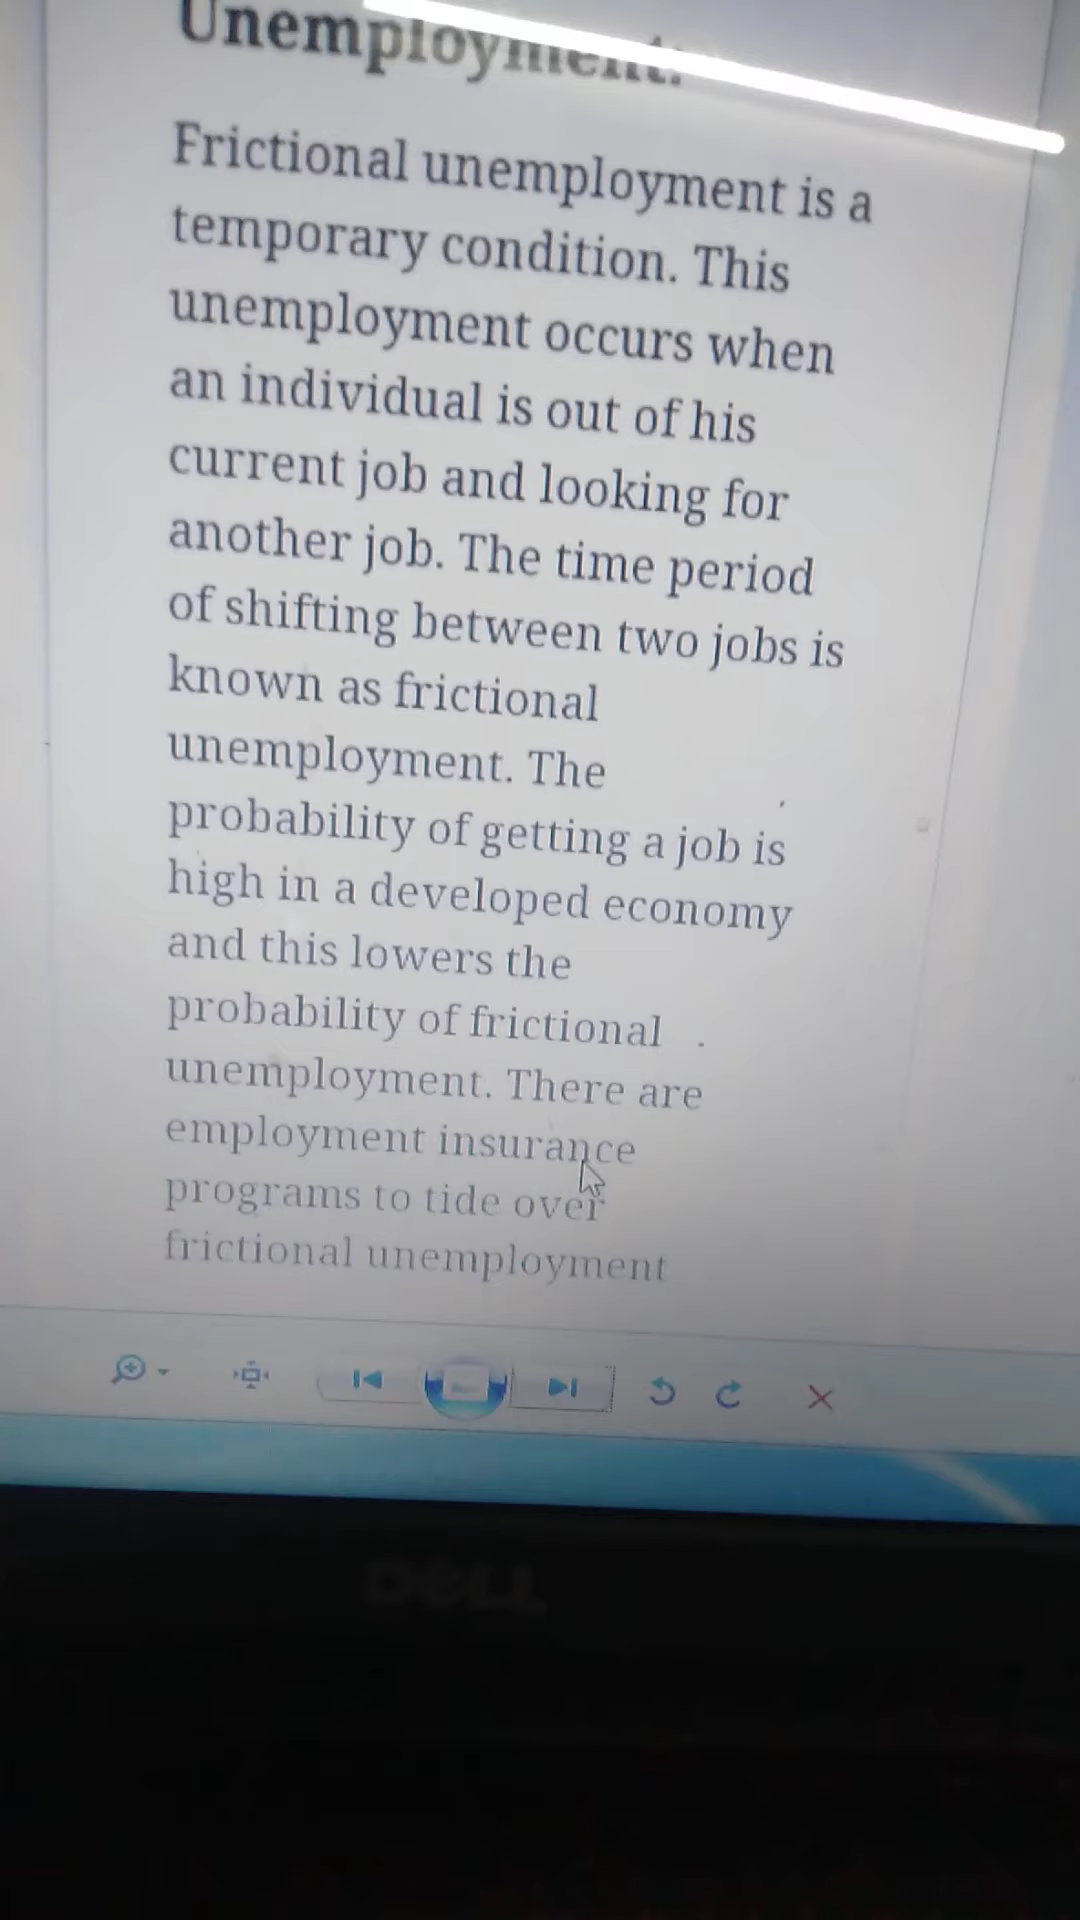 Unemployment:
Frictional unemployment is a
temporary condition. This
unemployment occurs when
an individual is out of his
current job and looking for
another job. The time period
of shifting between two jobs is
known as frictional
unemployment. The
probability of getting a job is
high in a developed economy
and this lowers the
probability of frictional
unemployment. There are
employment insurance
programs to tide over
frictional unemployment
DELL